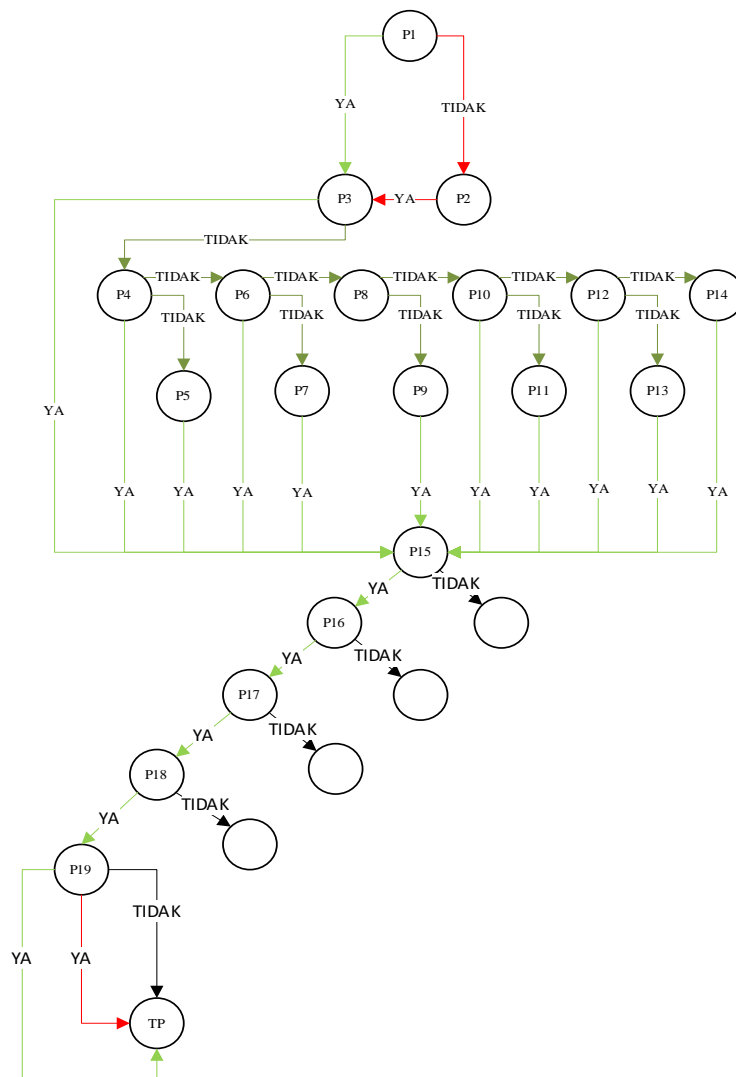 P1
YA
TIDAK
P3
YA
P2
TIDAK
P4
TIDAK
P6
TIDAK
P8
TIDAK
P10
TIDAK
P12
TIDAK
P14
TIDAK
TIDAK
TIDAK
TIDAK
TIDAK
P5
P7
P9
P11
P13
YA
YA
YA
YA
YA
YA
YA
YA
YA
YA
YA
P15
YA
TIDAK
P16
YA
TIDAK
P17
YA
TIDAK
P18
YA
TIDAK
P19
TIDAK
YA
YA
TP